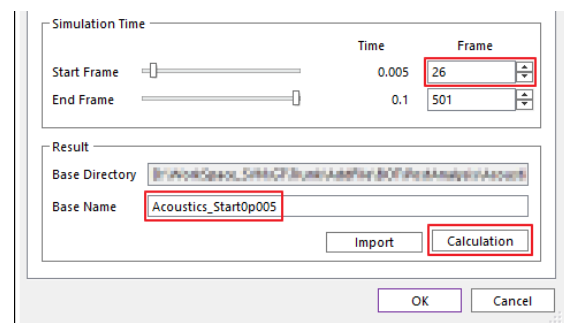 Simulation Time
Time Frame
Start Frame 0.005 26
End Frame 0.1 501
Result
Base Directory
Base Name Acoustics_Start0p005
Import Calculation
OK Cancel